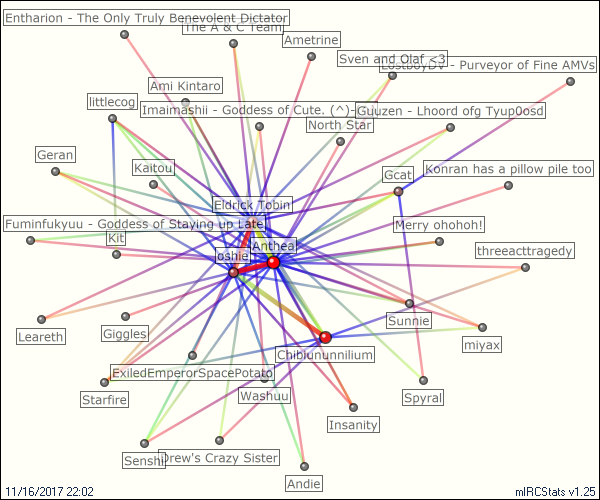 Entharion - The Only Truly Benevolent Dictator
The A & C Team
Ametrine
Sven and Olaf <3
LostboyDV - Purveyor of Fine AMVs
Ami Kintaro
littlecog
Imaimashii - Goddess of Cute. (^)-
Guuzen - Lhoord ofg Tyup0osd
North Star
Geran
Kaitou
Gcat
Konran has a pillow pile too
Eldrick Tobin
Fuminfukyuu - Goddess of Staying up Late
Merry ohohoh!
Kit
Anthea
oshie
threeacttragedy
Leareth
Giggles
Sunnie
miyax
Chibiununnilium
ExiledEmperorSpacePotato
Starfire
Washuu
Spyral
Insanity
Senshi
Drew's Crazy Sister
Andie
11/16/2017 22:02
mIRCStats v1.25